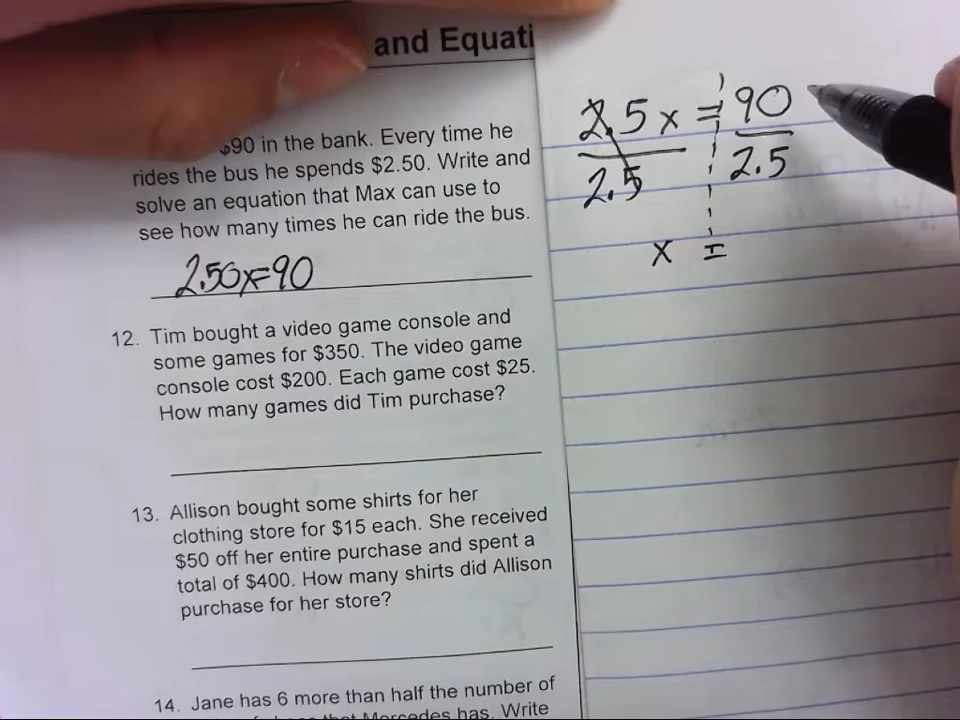 and Equati
$90 in the bank. Every time he
rides the bus he spends $2.50. Write and
solve an equation that Max can use to
see how many times he can ride the bus.
2.50x=90
12. Tim bought a video game console and
some games for $350. The video game
console cost $200. Each game cost $25.
How many games did Tim purchase?
13. Allison bought some shirts for her
clothing store for $15 each. She received
$50 off her entire purchase and spent a
total of $400. How many shirts did Allison
purchase for her store?
14. Jane has 6 more than half the number of
that Mercedes has. Write
2.5x = 90
2.5 2.5
x =